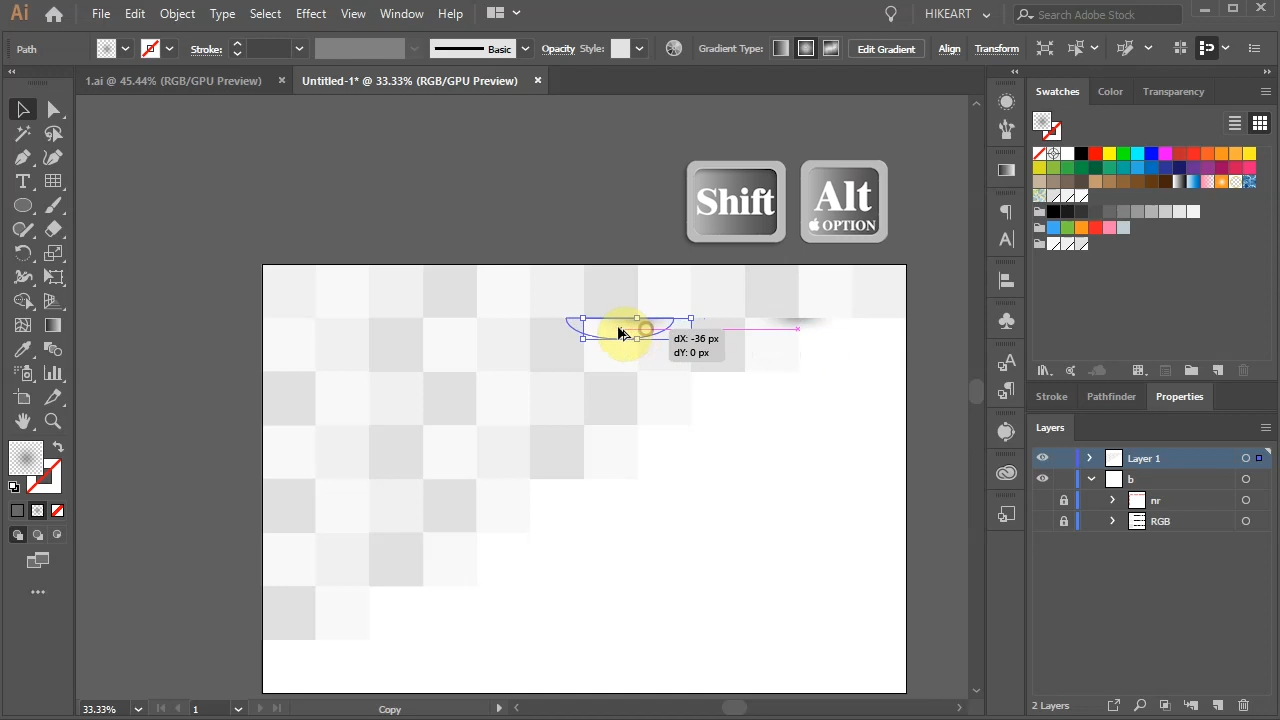 Ai File Edit Object Type Select Effect View Window Help HIKEART Search Adobe Stock
Path Stroke: Basic Opacity Style: Gradient Type: Edit Gradient Align Transform
1.ai @ 45.44% (RGB/GPU Preview) Untitled-1* @ 33.33% (RGB/GPU Preview)
Swatches Color Transparency
Shift Alt
OPTION
dX: -36 px
dY: 0 px
Stroke Pathfinder Properties
Layers
Layer 1
b
nr
RGB
33.33% 1 Copy 2 Layers